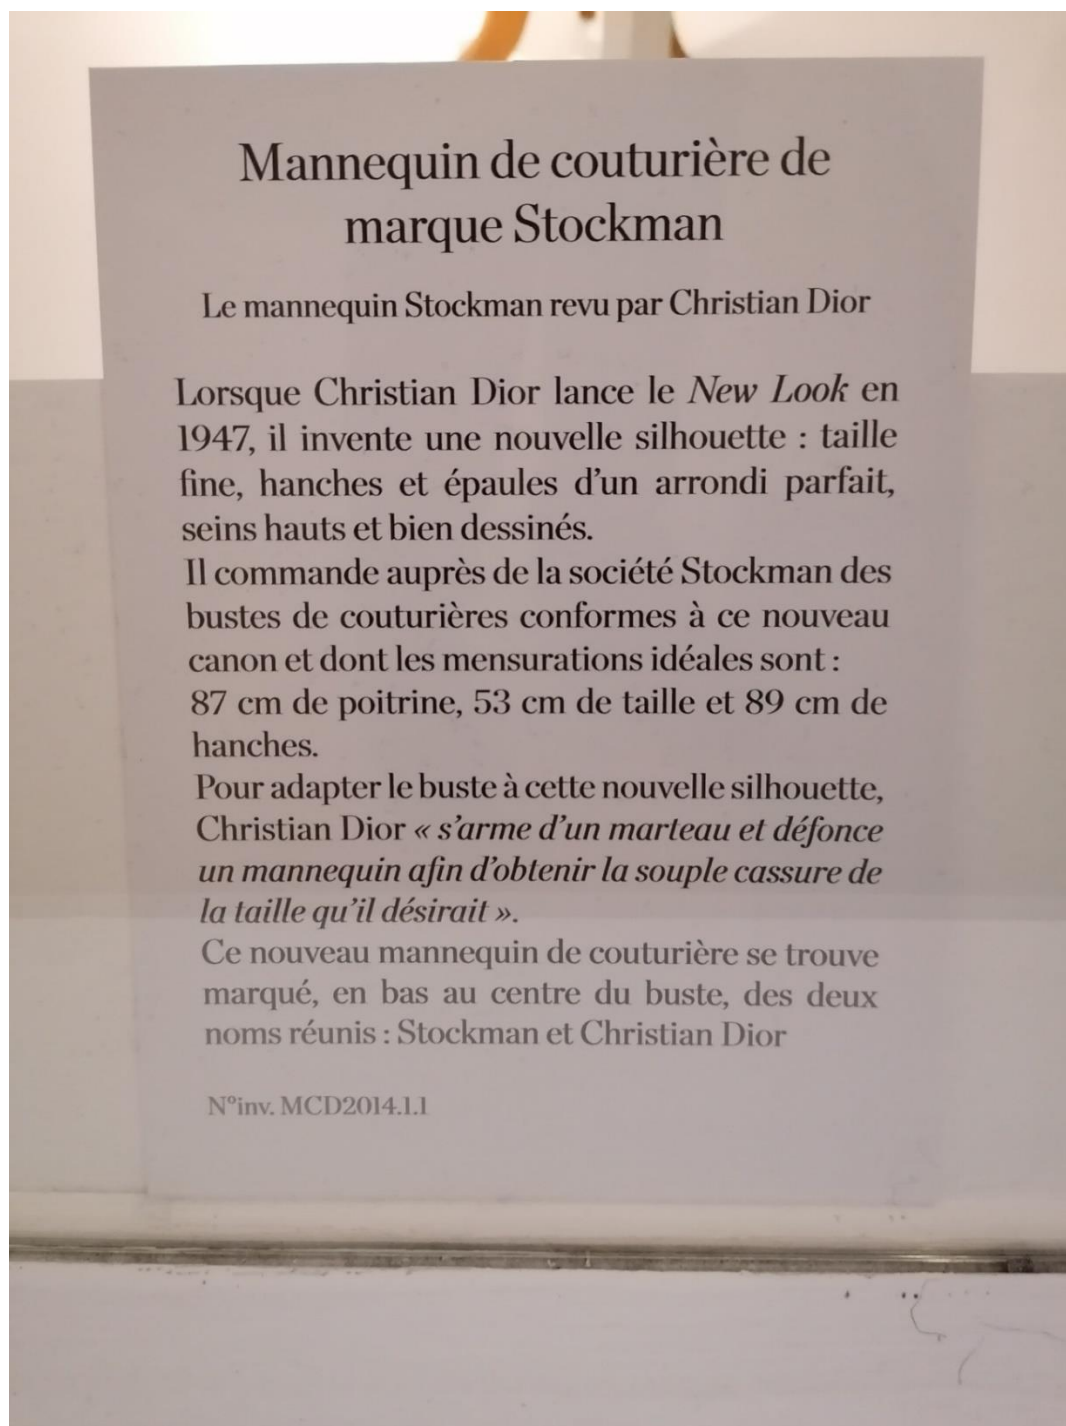 Mannequin de couturière de
marque Stockman
Le mannequin Stockman revu par Christian Dior
Lorsque Christian Dior lance le New Look en
1947, il invente une nouvelle silhouette : taille
fine, hanches et épaules d’un arrondi parfait,
seins hauts et bien dessinés.
Il commande auprès de la société Stockman des
bustes de couturières conformes à ce nouveau
canon et dont les mensurations idéales sont :
87 cm de poitrine, 53 cm de taille et 89 cm de
hanches.
Pour adapter le buste à cette nouvelle silhouette,
Christian Dior « s’arme d’un marteau et défonce
un mannequin afin d’obtenir la souple cassure de
la taille qu’il désirait ».
Ce nouveau mannequin de couturière se trouve
marqué, en bas au centre du buste, des deux
noms réunis : Stockman et Christian Dior
N°inv. MCD2014.1.1